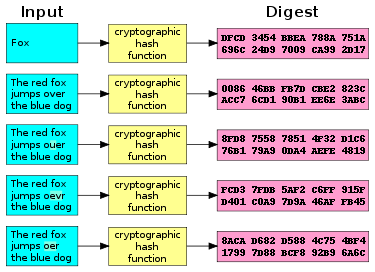 Input
Digest
Fox
cryptographic
hash
function
DFCD 3454 BBEA 788A 751A
696C 24D9 7009 CA99 2D17
The red fox
jumps over
the blue dog
cryptographic
hash
function
0086 46BB FB7D CBE2 823C
ACC7 6CD1 90B1 EE6E 3ABC
The red fox
jumps ouer
the blue dog
cryptographic
hash
function
8FD8 7558 7851 4F32 D1C6
76B1 79A9 0DA4 AEFE 4819
The red fox
jumps oevr
the blue dog
cryptographic
hash
function
FCD3 7FDB 5AF2 C6FF 915F
D401 C0A9 7D9A 46AF FB45
The red fox
jumps oer
the blue dog
cryptographic
hash
function
8ACA D682 D588 4C75 4BF4
1799 7D88 BCF8 92B9 6A6C